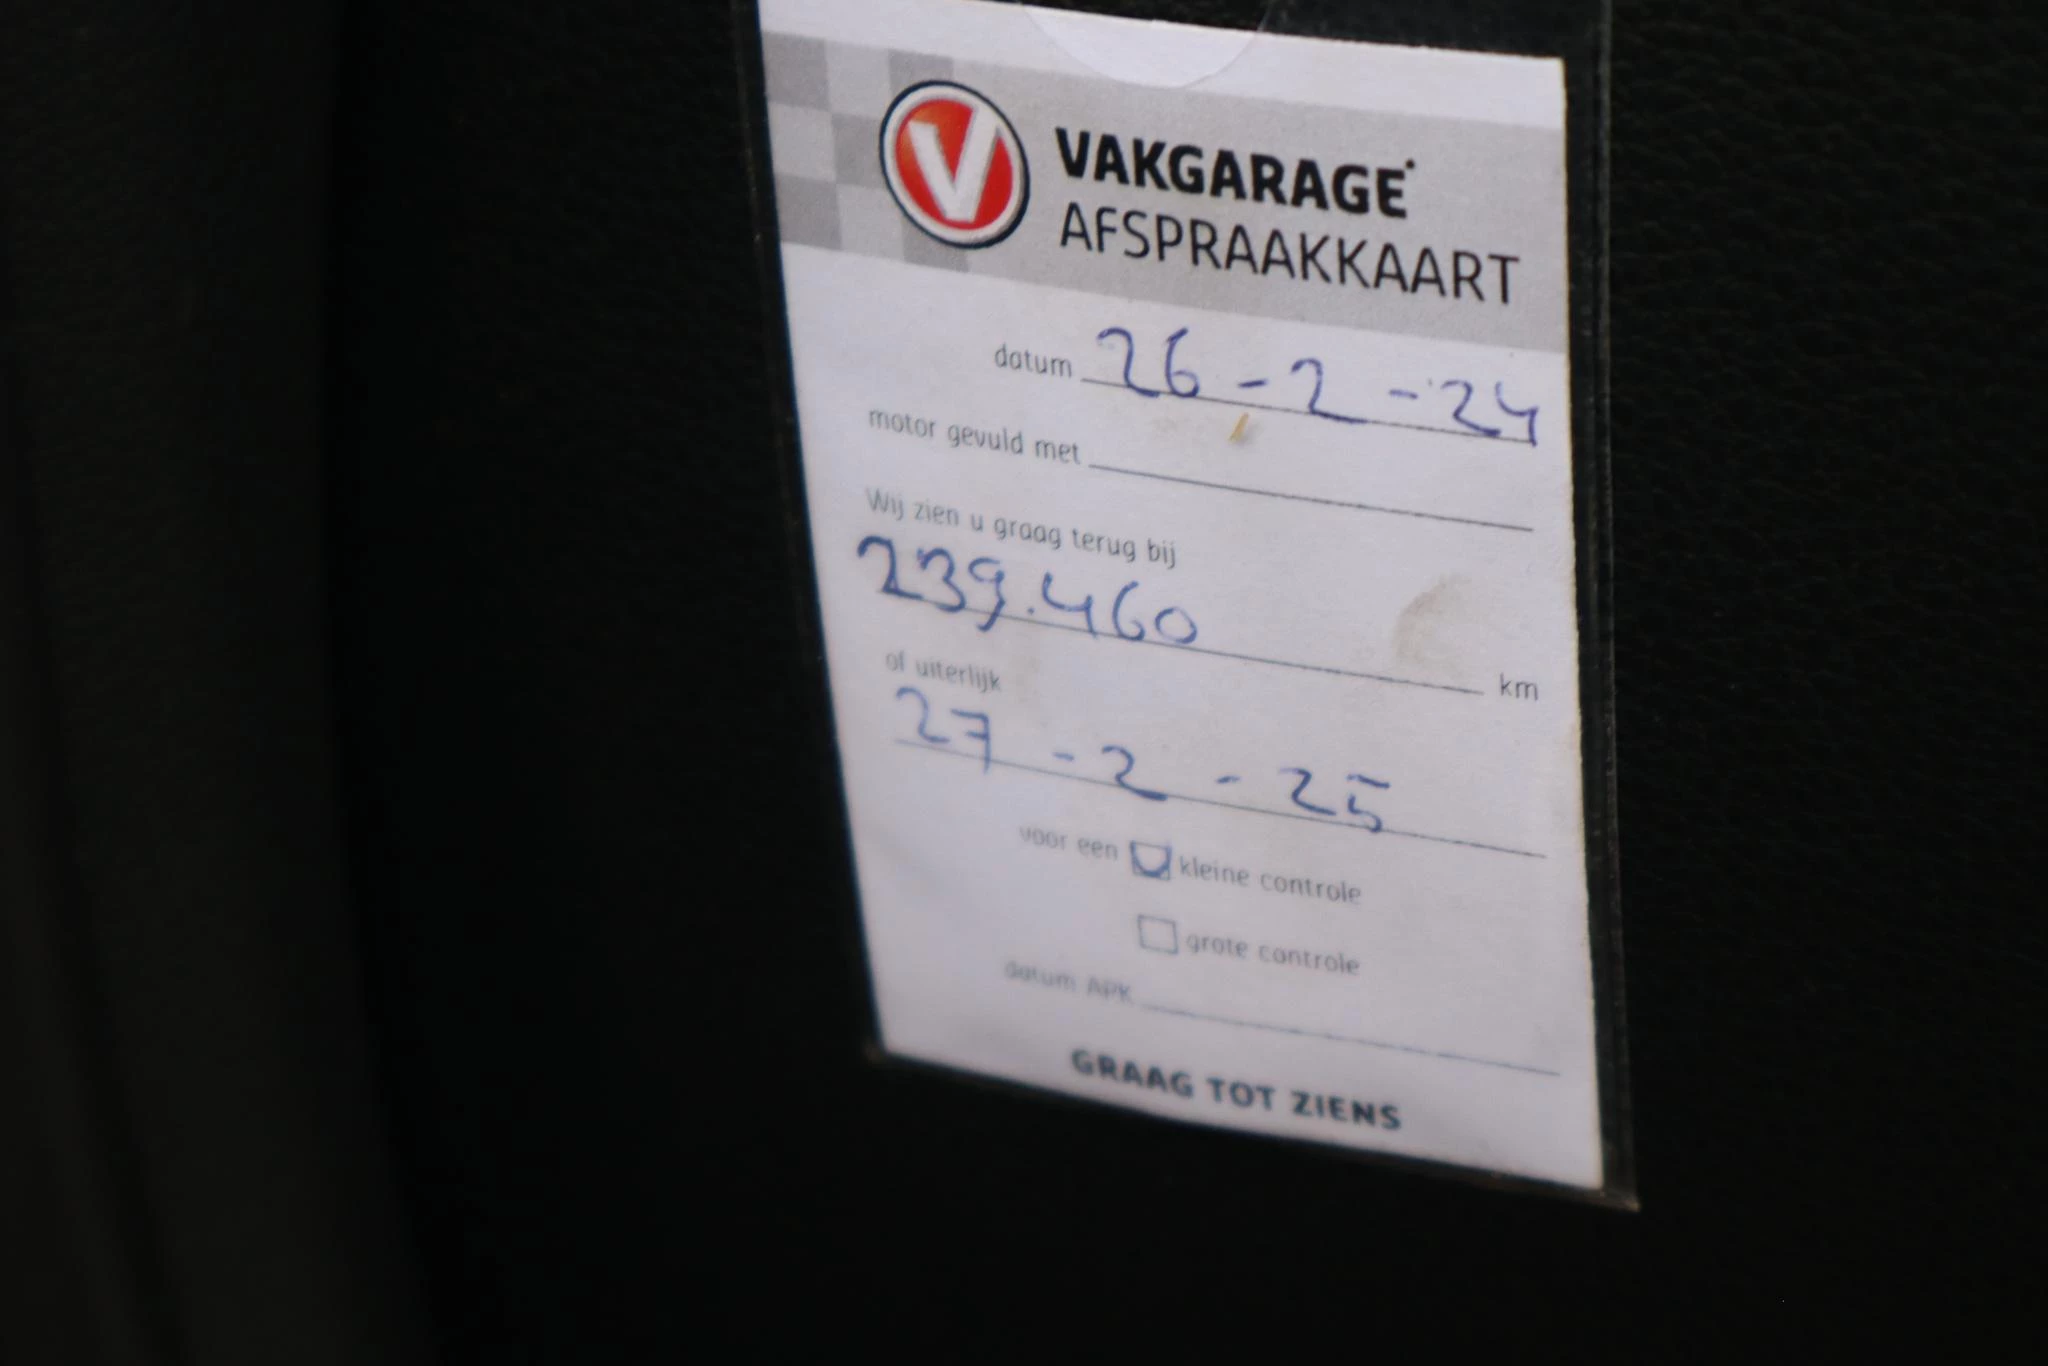 V
VAKGARAGE
AFSPRAAKKAART
datum 26-2-24
motor gevuld met
Wij zien u graag terug bij
239.460 km
of uiterlijk
27-2-25
voor een kleine controle
grote controle
datum APK
GRAAG TOT ZIENS